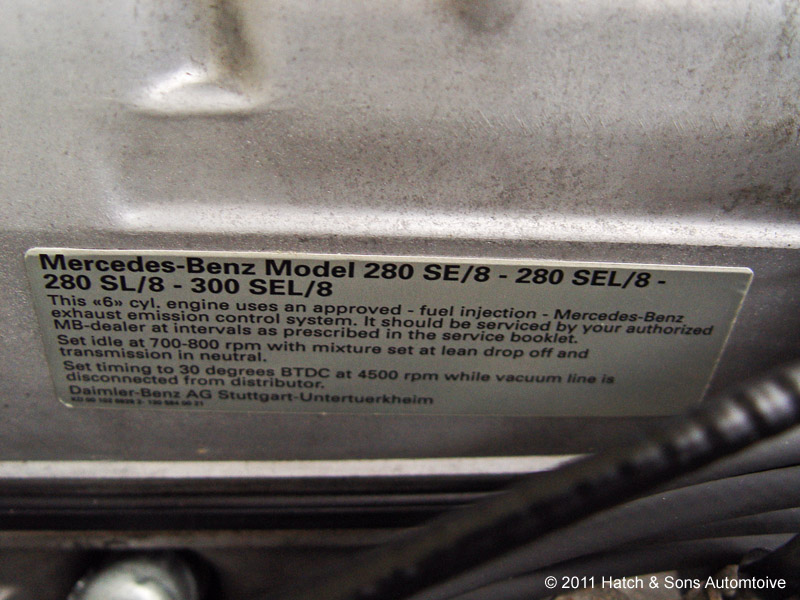 Mercedes-Benz Model 280 SE/8 - 280 SEL/8 -
280 SL/8 - 300 SEL/8
This «6» cyl. engine uses an approved - fuel injection - Mercedes-Benz
exhaust emission control system. It should be serviced by your authorized
MB-dealer at intervals as prescribed in the service booklet.
Set idle at 700-800 rpm with mixture set at lean drop off and
transmission in neutral.
Set timing to 30 degrees BTDC at 4500 rpm while vacuum line is
disconnected from distributor.
Daimler-Benz AG Stuttgart-Untertuerkheim
© 2011 Hatch & Sons Automtoive